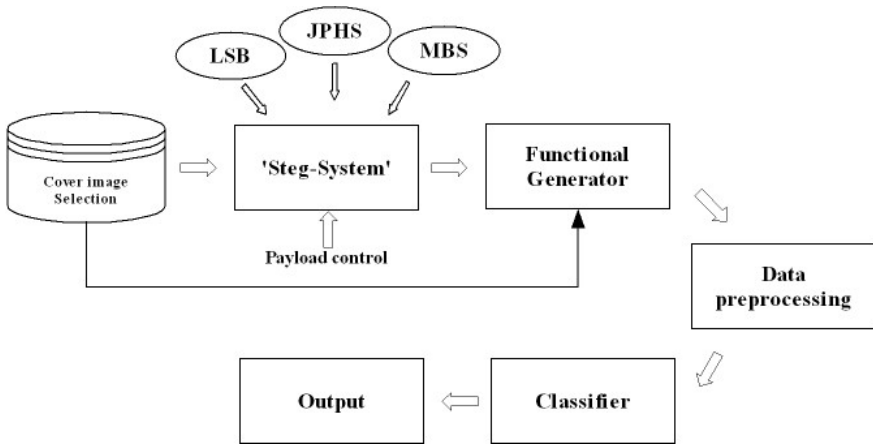 JPHS
LSB
MBS
Cover image
Selection
'Steg-System'
Functional
Generator
Payload control
Data
preprocessing
Output
Classifier